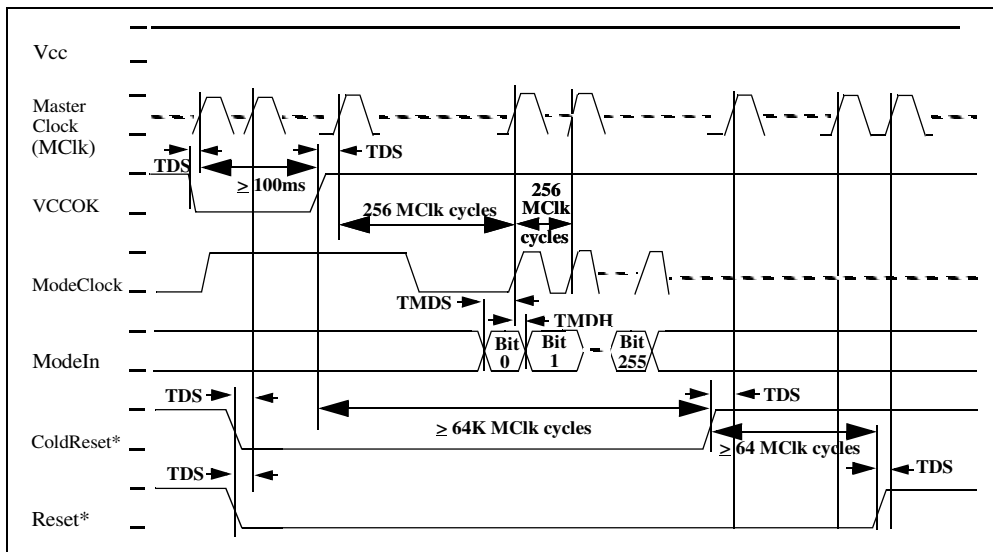 Vcc
Master
Clock
(MClk)
TDS
TDS
≥ 100ms
VCCOK
256 MClk cycles
256
MClk
cycles
ModeClock
TMDS
TMDH
ModeIn
Bit
0
Bit
1
Bit
255
TDS
TDS
ColdReset*
≥ 64K MClk cycles
≥ 64 MClk cycles
TDS
TDS
Reset*